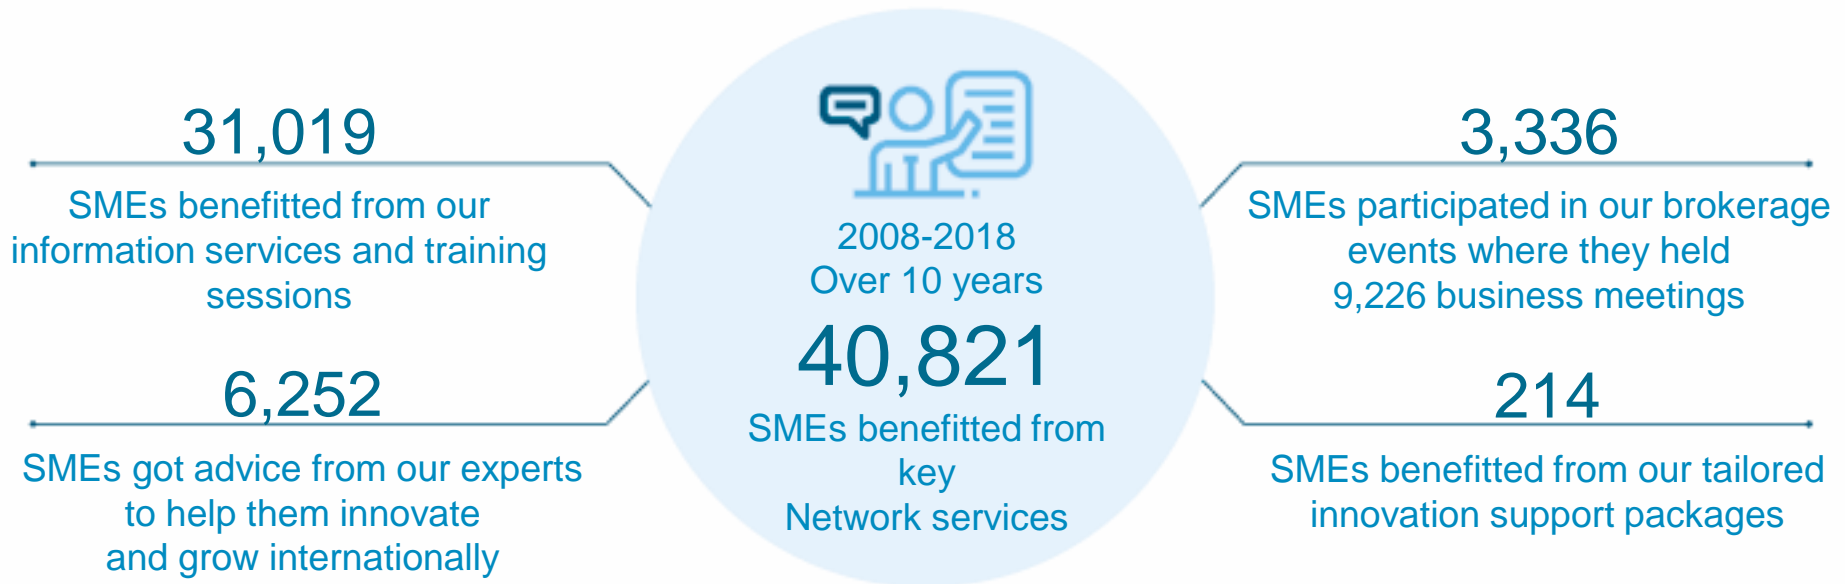 31,019
SMEs benefitted from our
information services and training
sessions
6,252
SMEs got advice from our experts
to help them innovate
and grow internationally
2008-2018
Over 10 years
40,821
SMEs benefitted from
key
Network services
3,336
SMEs participated in our brokerage
events where they held
9,226 business meetings
214
SMEs benefitted from our tailored
innovation support packages